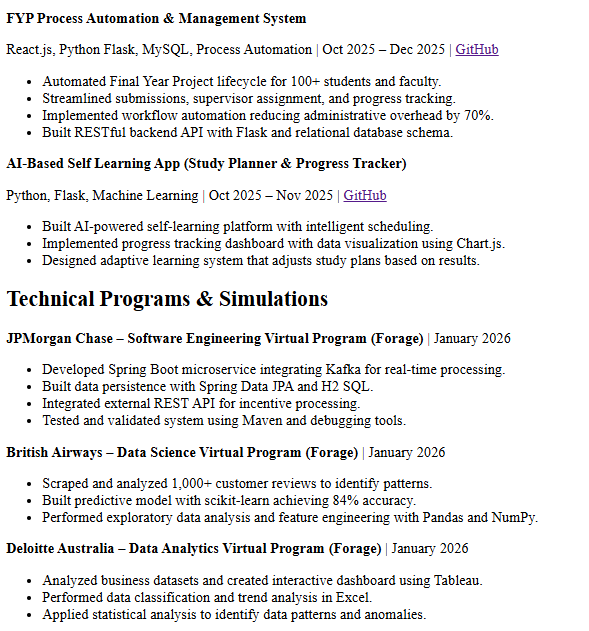 FYP Process Automation & Management System
React.js, Python Flask, MySQL, Process Automation | Oct 2025 – Dec 2025 | GitHub
• Automated Final Year Project lifecycle for 100+ students and faculty.
• Streamlined submissions, supervisor assignment, and progress tracking.
• Implemented workflow automation reducing administrative overhead by 70%.
• Built RESTful backend API with Flask and relational database schema.
AI-Based Self Learning App (Study Planner & Progress Tracker)
Python, Flask, Machine Learning | Oct 2025 – Nov 2025 | GitHub
• Built AI-powered self-learning platform with intelligent scheduling.
• Implemented progress tracking dashboard with data visualization using Chart.js.
• Designed adaptive learning system that adjusts study plans based on results.
Technical Programs & Simulations
JPMorgan Chase – Software Engineering Virtual Program (Forage) | January 2026
• Developed Spring Boot microservice integrating Kafka for real-time processing.
• Built data persistence with Spring Data JPA and H2 SQL.
• Integrated external REST API for incentive processing.
• Tested and validated system using Maven and debugging tools.
British Airways – Data Science Virtual Program (Forage) | January 2026
• Scraped and analyzed 1,000+ customer reviews to identify patterns.
• Built predictive model with scikit-learn achieving 84% accuracy.
• Performed exploratory data analysis and feature engineering with Pandas and NumPy.
Deloitte Australia – Data Analytics Virtual Program (Forage) | January 2026
• Analyzed business datasets and created interactive dashboard using Tableau.
• Performed data classification and trend analysis in Excel.
• Applied statistical analysis to identify data patterns and anomalies.